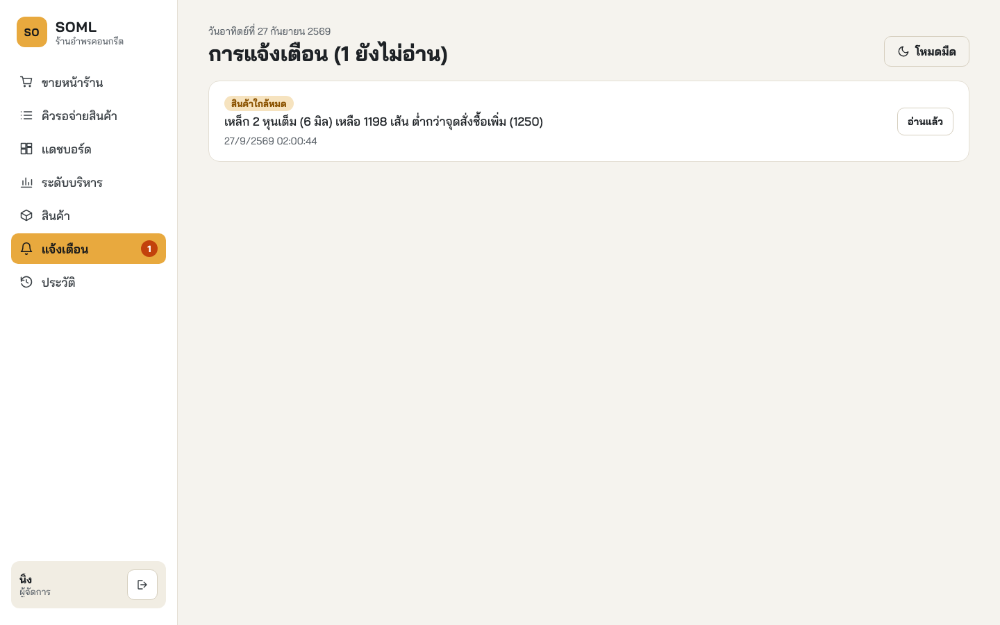 SO
SOML
ร้านอำพรคอนกรีต
ขายหน้าร้าน
คิวรอจ่ายสินค้า
แดชบอร์ด
ระดับบริหาร
สินค้า
แจ้งเตือน 1
ประวัติ
นิ้ง
ผู้จัดการ
วันอาทิตย์ที่ 27 กันยายน 2569
การแจ้งเตือน (1 ยังไม่อ่าน)
โหมดมืด
สินค้าใกล้หมด
เหล็ก 2 หุนเต็ม (6 มิล) เหลือ 1198 เส้น ต่ำกว่าจุดสั่งซื้อเพิ่ม (1250)
27/9/2569 02:00:44
อ่านแล้ว